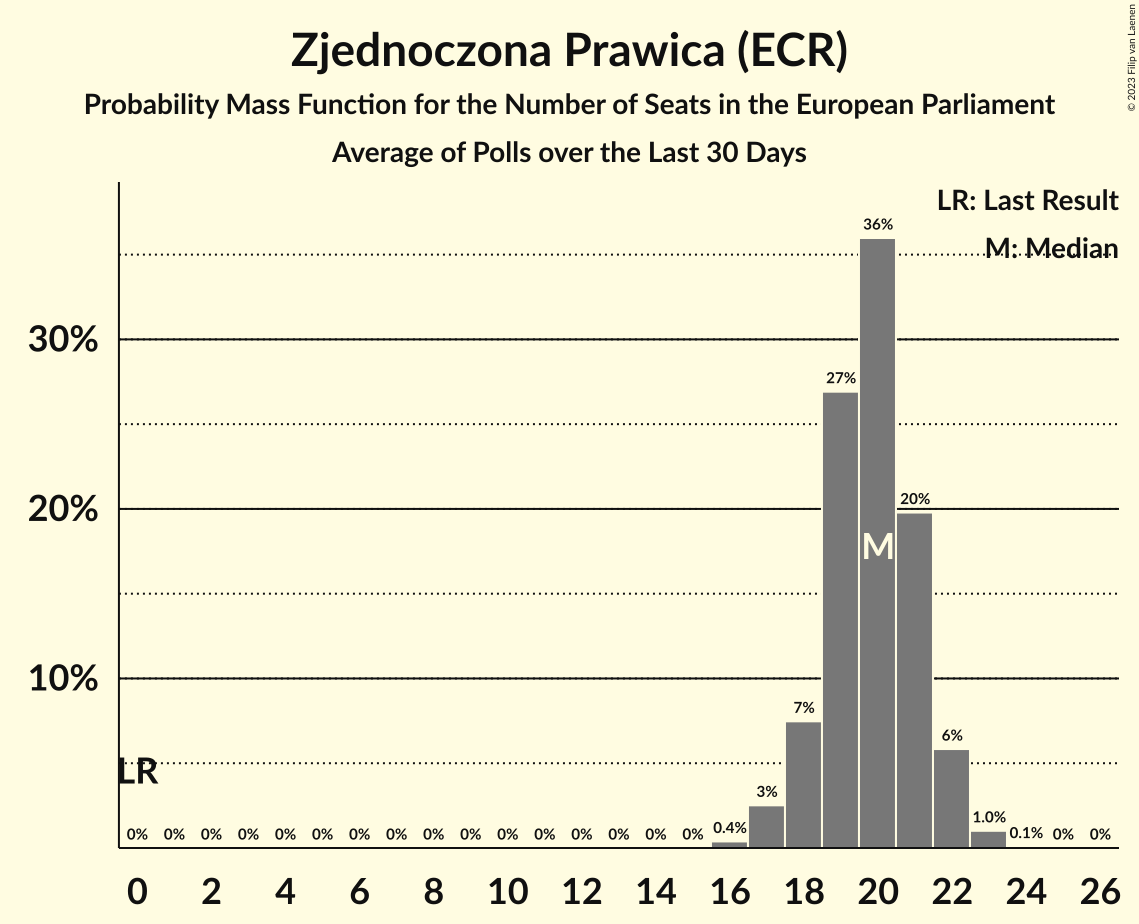 Zjednoczona Prawica (ECR)
Probability Mass Function for the Number of Seats in the European Parliament
Average of Polls over the Last 30 Days
© 2023 Filip van Laenen
LR: Last Result
M: Median
36%
30%
27%
20%
20%
M
10%
7%
6%
LR
3%
0% 0% 0% 0% 0% 0% 0% 0% 0% 0% 0% 0% 0% 0% 0% 0% 0.4% 1.0% 0.1% 0% 0%
0 2 4 6 8 10 12 14 16 18 20 22 24 26